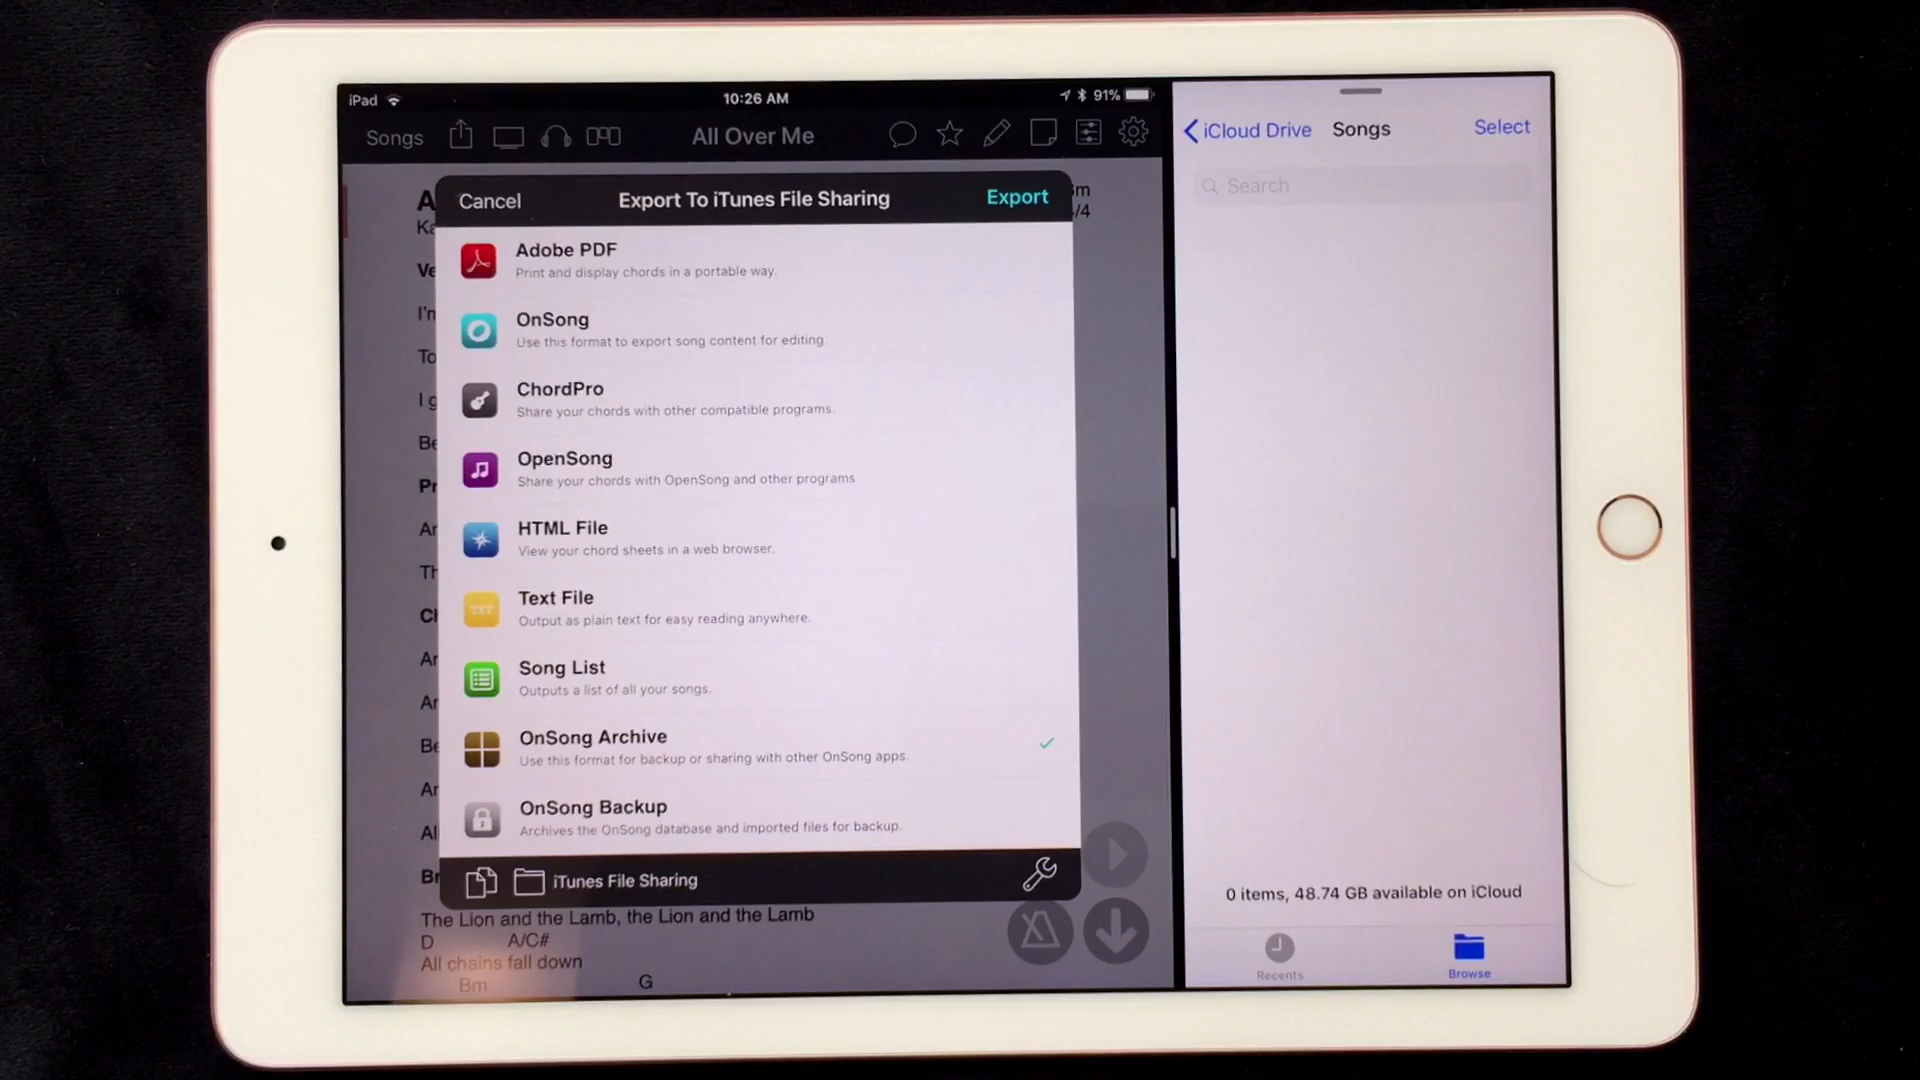 iPad
10:26 AM
91%
Songs
All Over Me
Cancel
Export To iTunes File Sharing
Export
Adobe PDF
Print and display chords in a portable way.
OnSong
Use this format to export song content for editing.
ChordPro
Share your chords with other compatible programs.
OpenSong
Share your chords with OpenSong and other programs
HTML File
View your chord sheets in a web browser.
TXT
Text File
Output as plain text for easy reading anywhere.
Song List
Outputs a list of all your songs.
OnSong Archive
Use this format for backup or sharing with other OnSong apps.
OnSong Backup
Archives the OnSong database and imported files for backup.
iTunes File Sharing
The Lion and the Lamb, the Lion and the Lamb
D A/C#
All chains fall down
Bm G
iCloud Drive
Songs
Select
Search
0 items, 48.74 GB available on iCloud
Recents
Browse